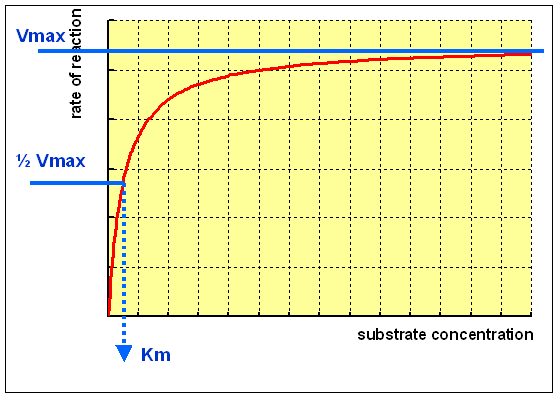 Vmax
rate of reaction
½ Vmax
substrate concentration
Km